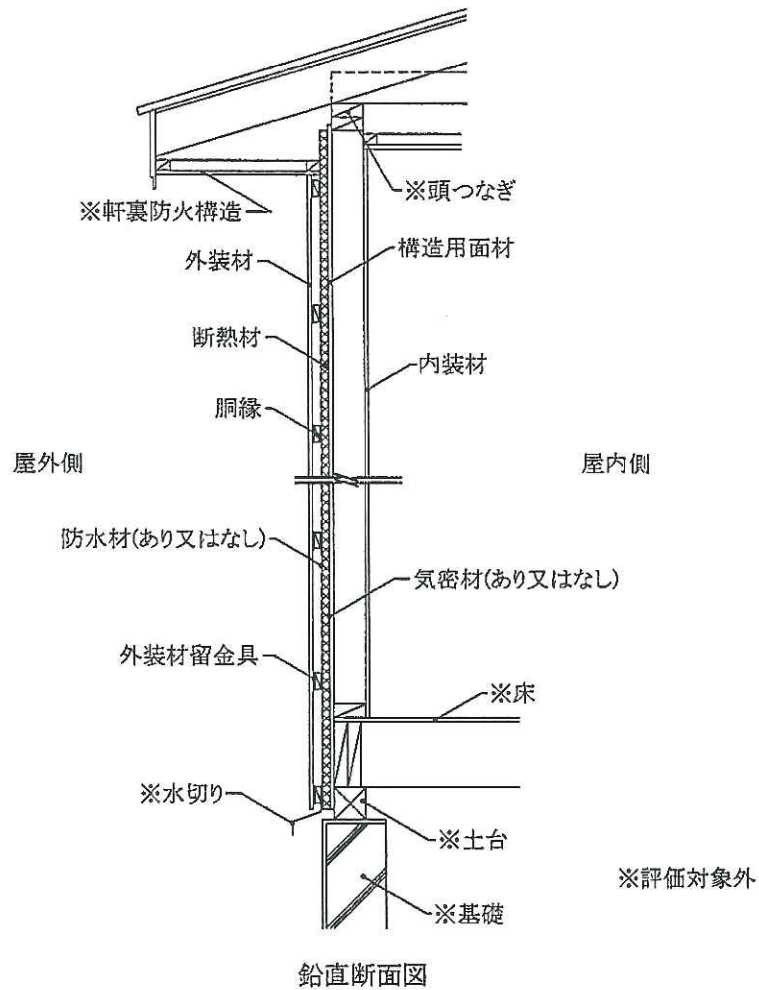 ※頭つなぎ
※軒裏防火構造
構造用面材
外装材
断熱材
内装材
胴縁
屋外側
屋内側
防水材(あり又はなし)
気密材(あり又はなし)
外装材留金具
※床
※水切り
※土台
※評価対象外
※基礎
鉛直断面図